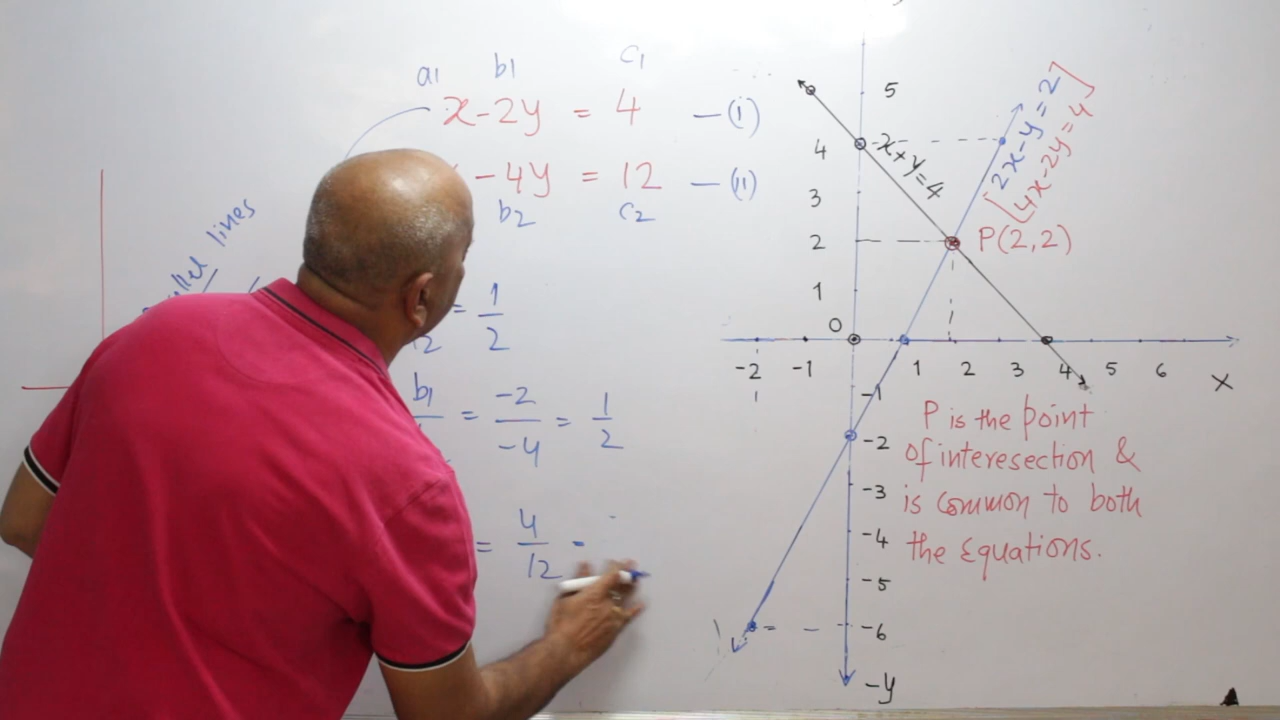 a1 b1 c1
x-2y = 4 —(i)
-4y = 12 —(ii)
b2 c2
lines
= 1/2
2
b1
= -2/-4 = 1/2
= 4/12 =
5
4
3
2
1
0
-2 -1 1 2 3 4 5 6 X
-1
-2
-3
-4
-5
-6
-y
x+y=4
[2x-y=2
4x-2y=4]
P(2,2)
P is the point
of interesection &
is common to both
the Equations.